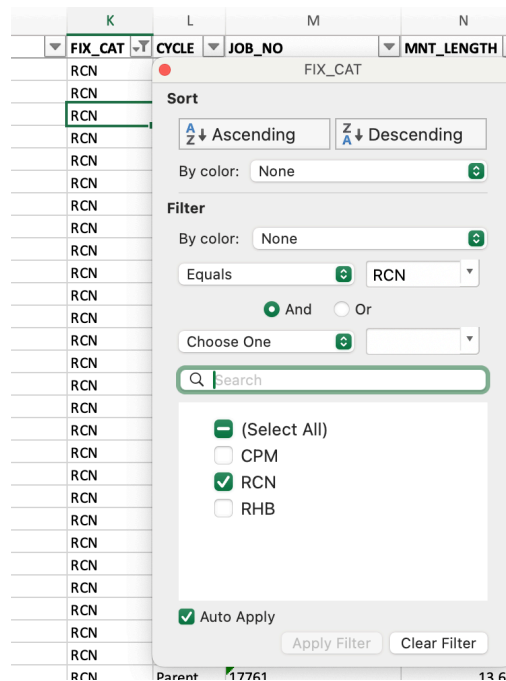 K L M N
FIX_CAT CYCLE JOB_NO MNT_LENGTH
RCN FIX_CAT
RCN Sort
RCN
RCN A Z Ascending Z A Descending
RCN
RCN By color: None
RCN
RCN Filter
RCN By color: None
RCN
RCN Equals RCN
RCN And Or
RCN
RCN Choose One
RCN Search
RCN
RCN (Select All)
RCN CPM
RCN RCN
RCN RHB
RCN
RCN
RCN
RCN
RCN Auto Apply
RCN Apply Filter Clear Filter
RCN
RCN Parent 17761 13.6